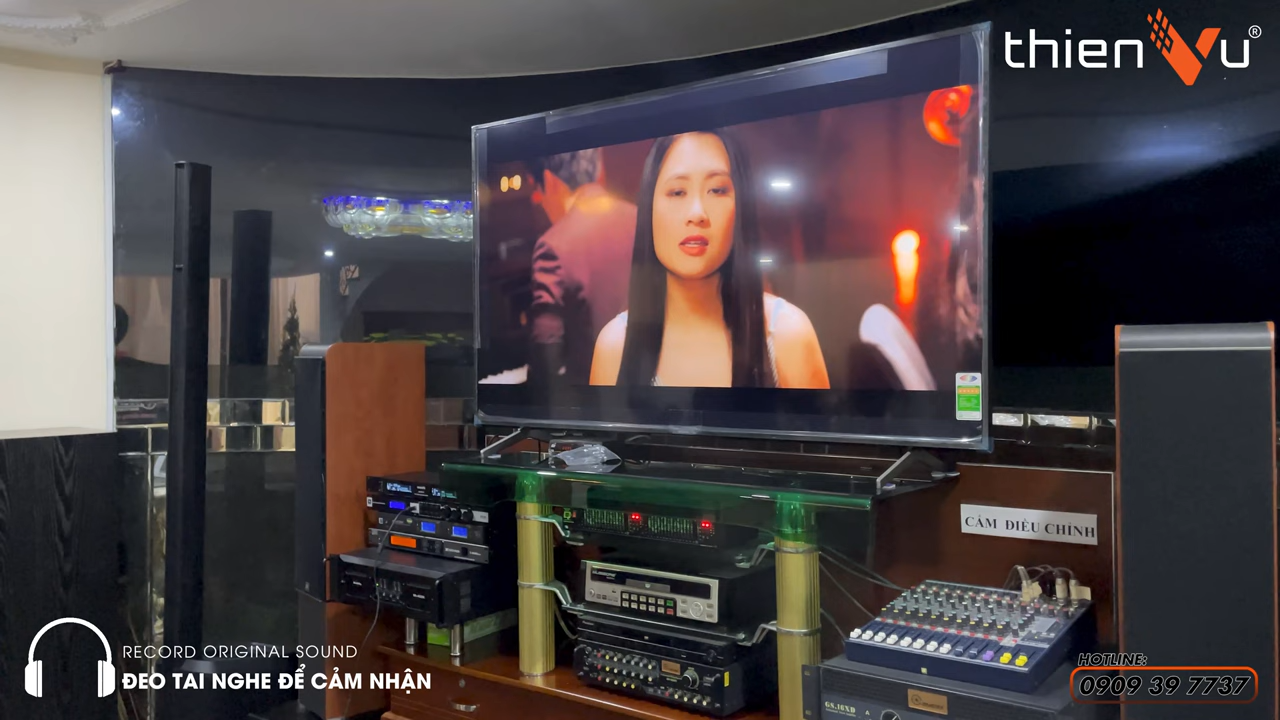 thienVu®
CẤM ĐIỀU CHỈNH
RECORD ORIGINAL SOUND
ĐEO TAI NGHE ĐỂ CẢM NHẬN
HOTLINE:
0909 39 7737
GS.16XD